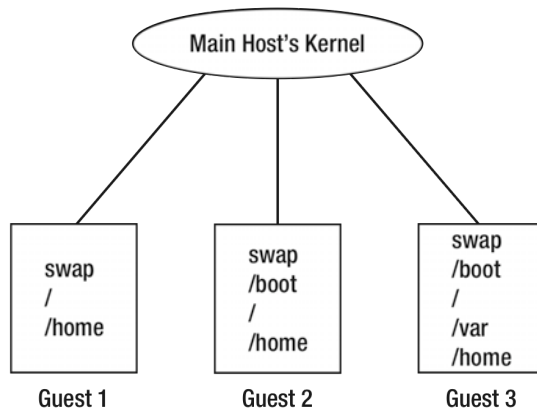 Main Host's Kernel
swap
/
/home
Guest 1
swap
/boot
/
/home
Guest 2
swap
/boot
/
/var
/home
Guest 3